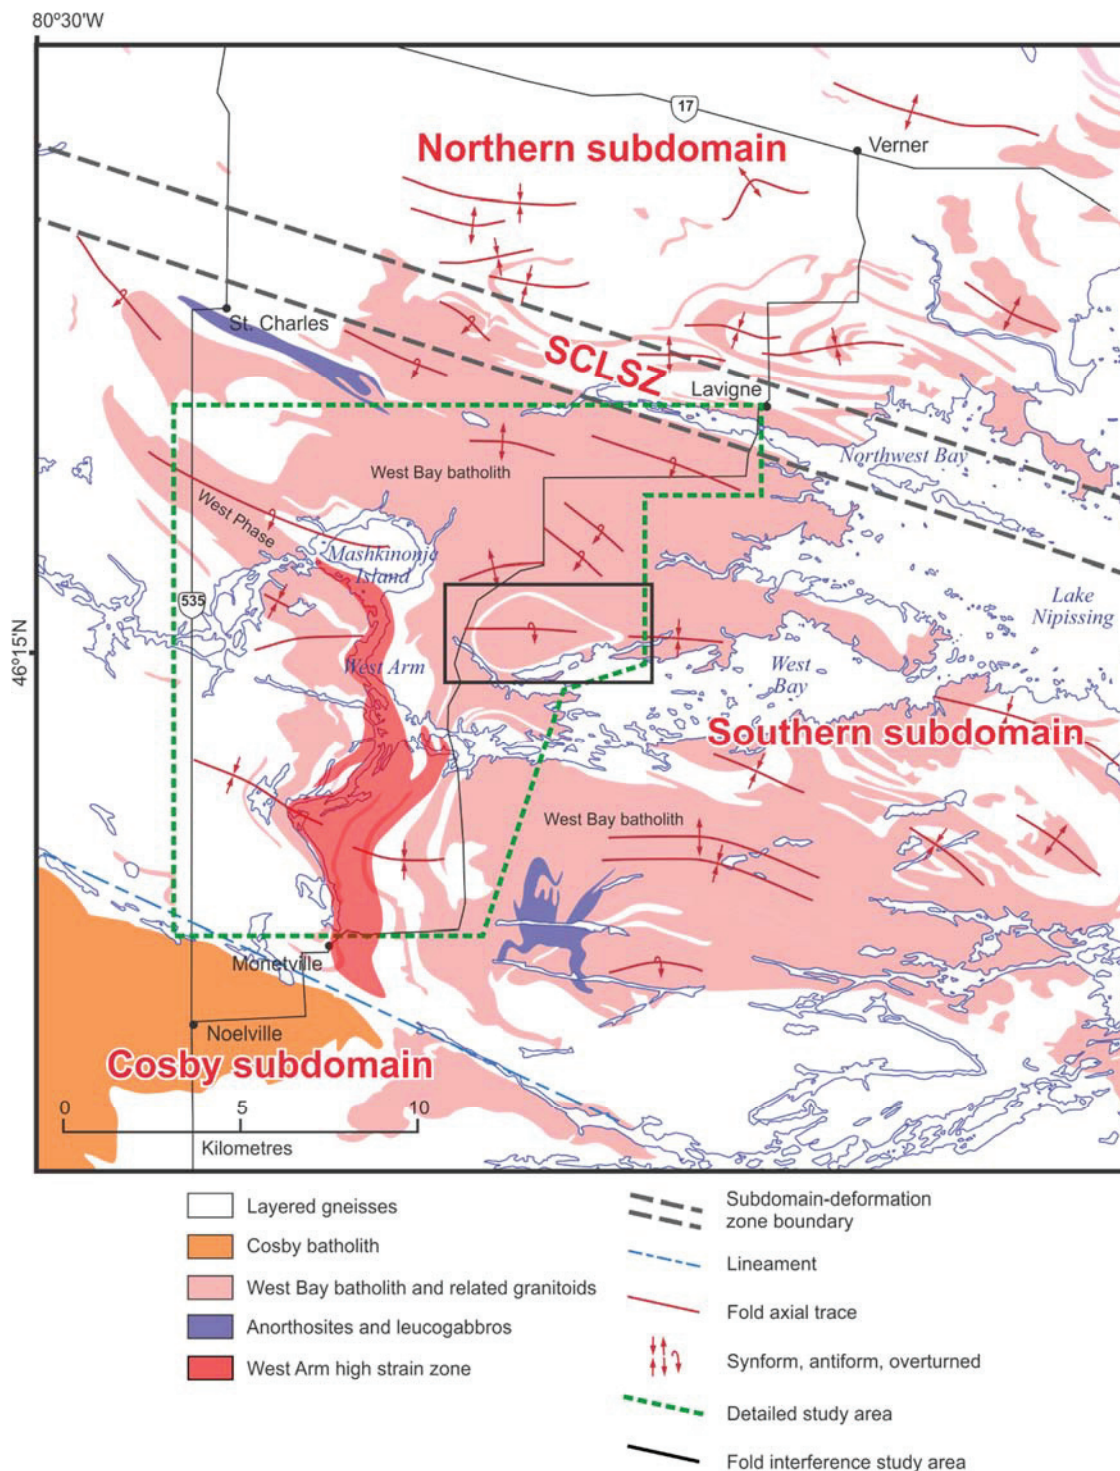 80°30'W
17
Verner
Northern subdomain
St. Charles
SCLSZ
Lavigne
Northwest Bay
West Bay batholith
West Phase
Mashkinonje
Island
535
Lake
Nipissing
46°15'N
West Arm
West
Bay
Southern subdomain
West Bay batholith
Monetville
Noelville
Cosby subdomain
0 5 10
Kilometres
Layered gneisses
Cosby batholith
West Bay batholith and related granitoids
Anorthosites and leucogabbros
West Arm high strain zone
Subdomain-deformation
zone boundary
Lineament
Fold axial trace
Synform, antiform, overturned
Detailed study area
Fold interference study area